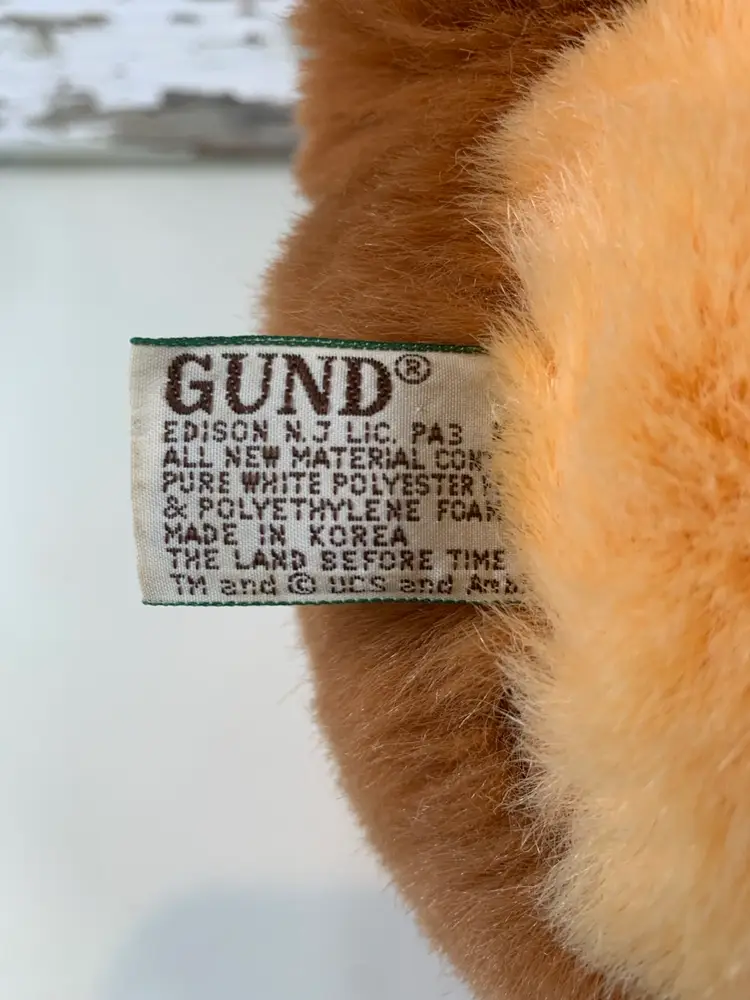 GUND®
EDISON N.J LIC. PA3
ALL NEW MATERIAL
PURE WHITE POLYESTER
& POLYETHYLENE FOAM
MADE IN KOREA
THE LAND BEFORE TIME
TM and © UCS and